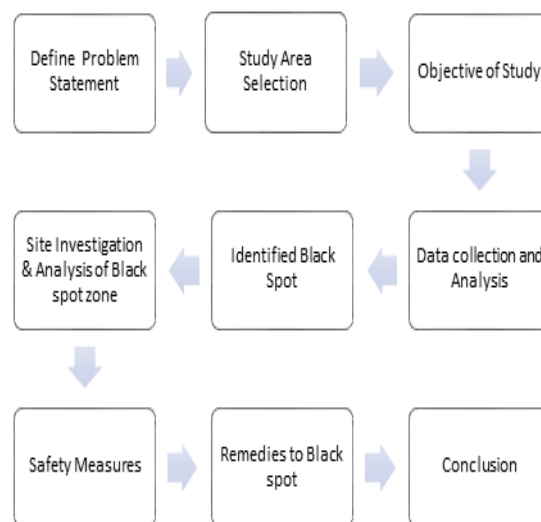 Define Problem
Statement
Study Area
Selection
Objective of Study
Data collection and
Analysis
Identified Black
Spot
Site Investigation
& Analysis of Black
spot zone
Safety Measures
Remedies to Black
spot
Conclusion